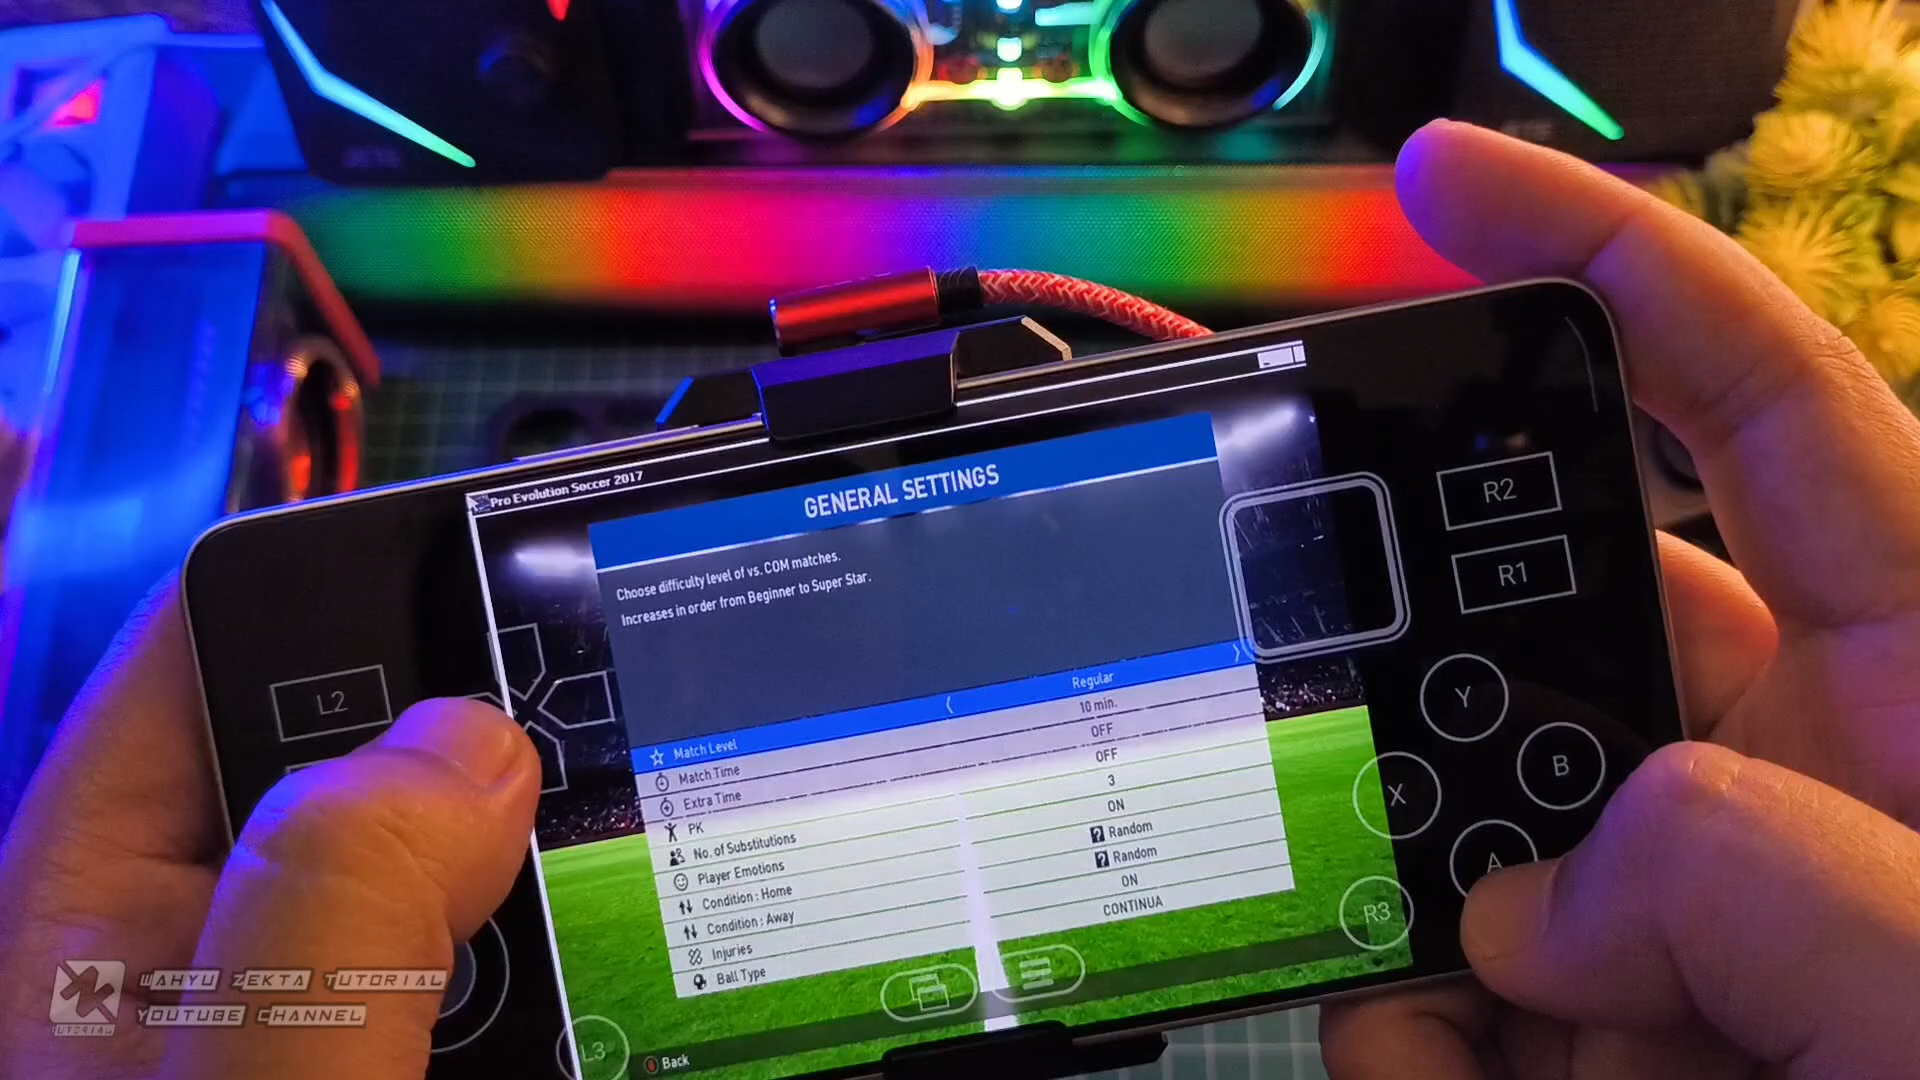 Pro Evolution Soccer 2017
GENERAL SETTINGS
Choose difficulty level of vs. COM matches.
Increases in order from Beginner to Super Star.
Match Level Regular
Match Time 10 min.
Extra Time OFF
PK OFF
No. of Substitutions 3
Player Emotions ON
Condition : Home Random
Condition : Away Random
Injuries ON
Ball Type CONTINUA
Back
L2
R2
R1
Y
B
X
A
R3
L3
WAHYU ZEKTA TUTORIAL
YOUTUBE CHANNEL
TUTORIAL